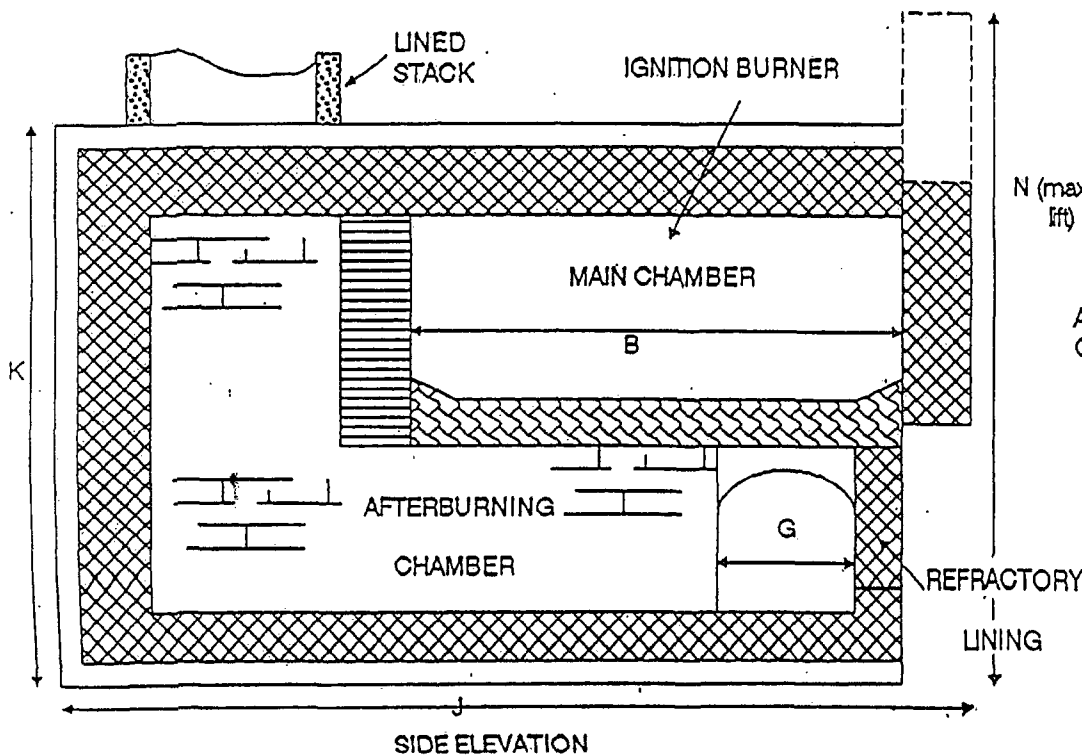 LINED
STACK
IGNITION BURNER
N (max
lift)
MAIN CHAMBER
B
K
A
AFTERBURNING
CHAMBER
G
REFRACTORY
LINING
J
SIDE ELEVATION